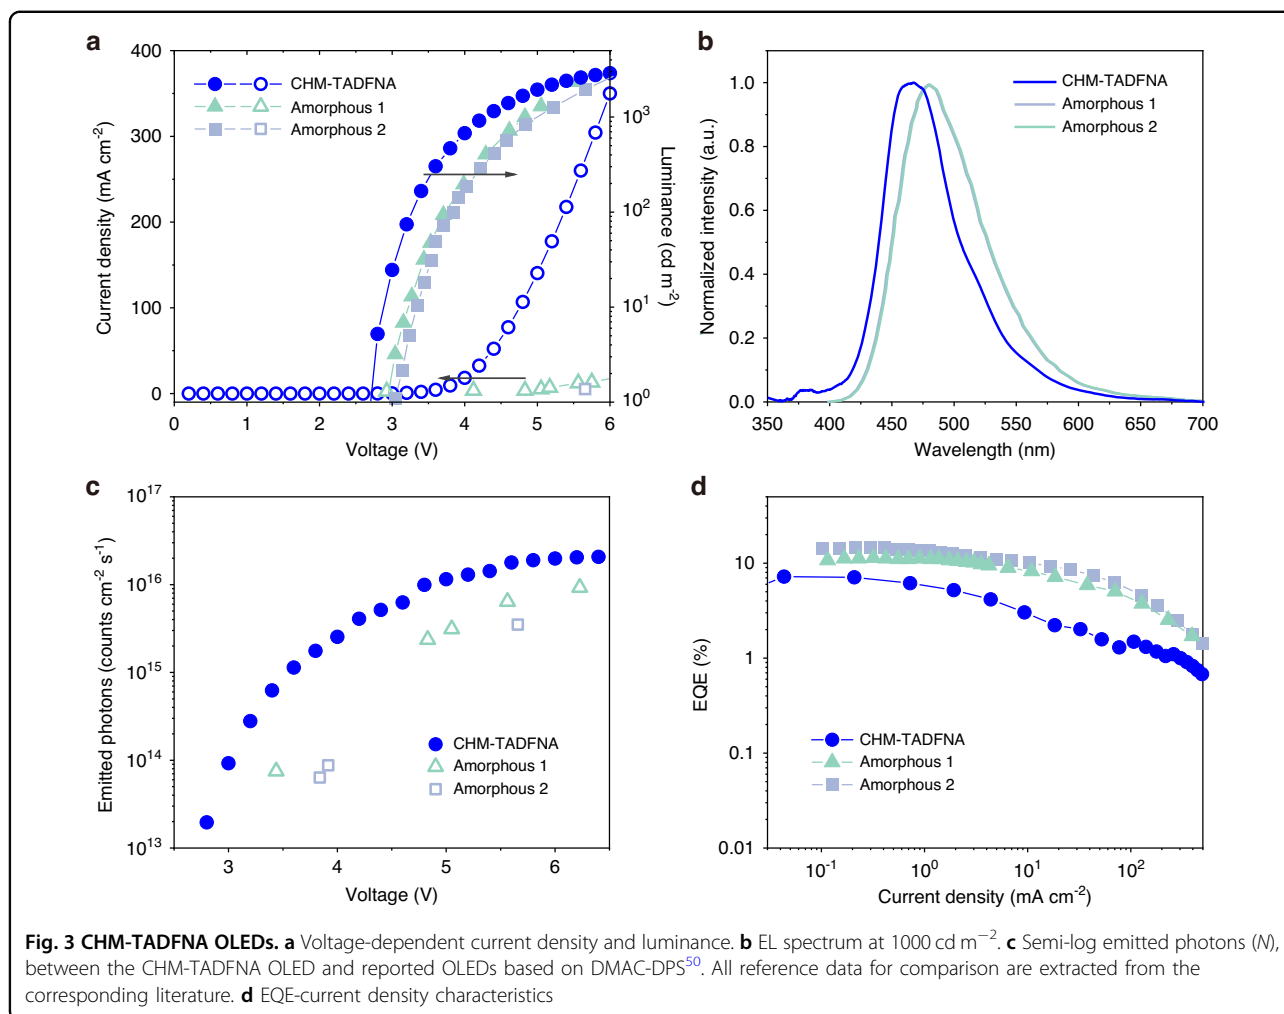 a
400
300
200
100
0
Current density (mA cm-2)
CHM-TADFNA
Amorphous 1
Amorphous 2
10^3
10^2
10^1
10^0
Luminance (cd m-2)
0 1 2 3 4 5 6
Voltage (V)
b
1.0
0.8
0.6
0.4
0.2
0.0
Normalized intensity (a.u.)
CHM-TADFNA
Amorphous 1
Amorphous 2
350 400 450 500 550 600 650 700
Wavelength (nm)
c
10^17
10^16
10^15
10^14
10^13
Emitted photons (counts cm-2 s-1)
CHM-TADFNA
Amorphous 1
Amorphous 2
3 4 5 6
Voltage (V)
d
10
1
0.1
0.01
EQE (%)
CHM-TADFNA
Amorphous 1
Amorphous 2
10-1 10^0 10^1 10^2
Current density (mA cm-2)
Fig. 3 CHM-TADFNA OLEDs. a Voltage-dependent current density and luminance. b EL spectrum at 1000 cd m−2. c Semi-log emitted photons (N),
between the CHM-TADFNA OLED and reported OLEDs based on DMAC-DPS50. All reference data for comparison are extracted from the
corresponding literature. d EQE-current density characteristics